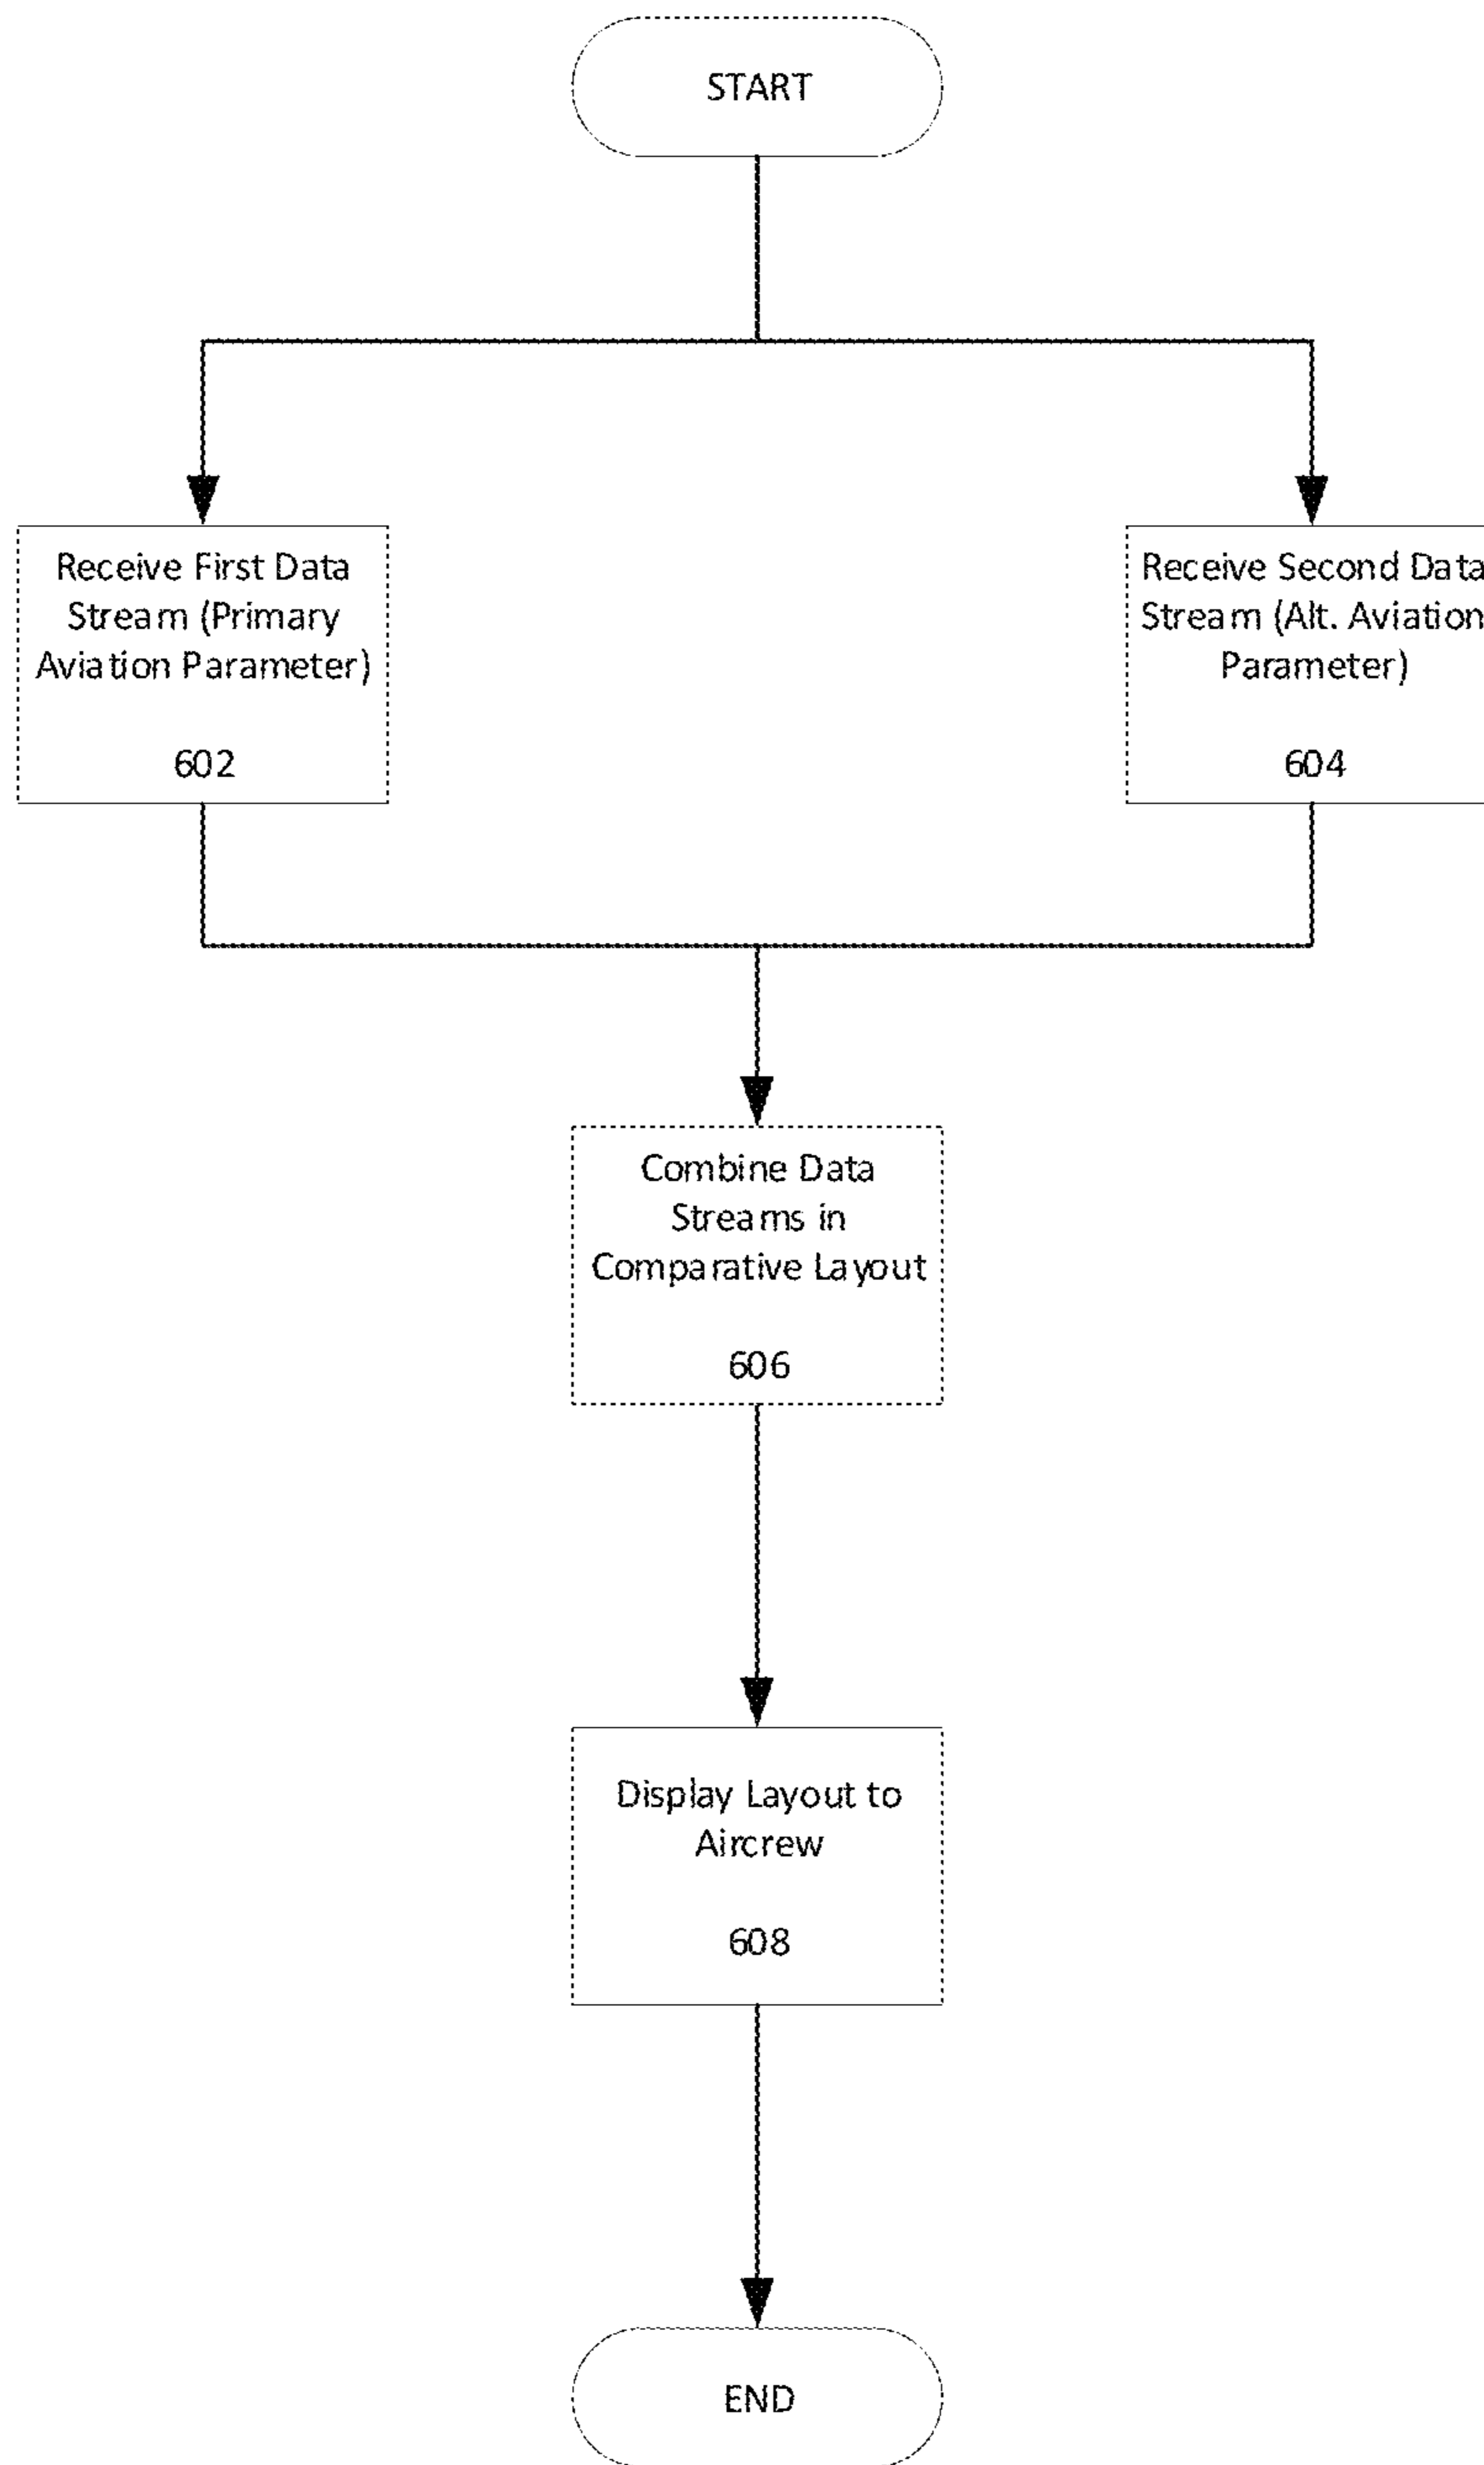 START
Receive First Data
Stream (Primary
Aviation Parameter)
602
Receive Second Data
Stream (Alt. Aviation
Parameter)
604
Combine Data
Streams in
Comparative Layout
606
Display Layout to
Aircrew
608
END